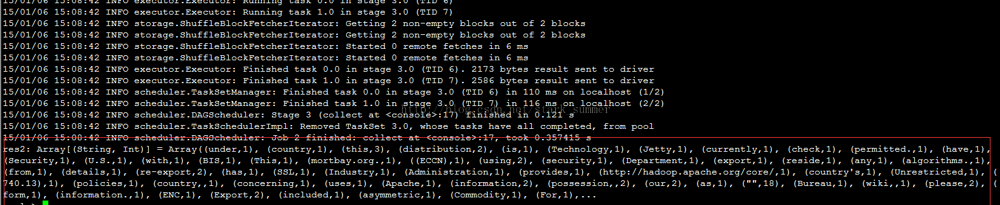 15/01/06 15:08:42 INFO executor.Executor: Running task 0.0 in stage 3.0 (TID 6)
15/01/06 15:08:42 INFO executor.Executor: Running task 1.0 in stage 3.0 (TID 7)
15/01/06 15:08:42 INFO storage.ShuffleBlockFetcherIterator: Getting 2 non-empty blocks out of 2 blocks
15/01/06 15:08:42 INFO storage.ShuffleBlockFetcherIterator: Getting 2 non-empty blocks out of 2 blocks
15/01/06 15:08:42 INFO storage.ShuffleBlockFetcherIterator: Started 0 remote fetches in 6 ms
15/01/06 15:08:42 INFO storage.ShuffleBlockFetcherIterator: Started 0 remote fetches in 6 ms
15/01/06 15:08:42 INFO executor.Executor: Finished task 0.0 in stage 3.0 (TID 6). 2173 bytes result sent to driver
15/01/06 15:08:42 INFO executor.Executor: Finished task 1.0 in stage 3.0 (TID 7). 2586 bytes result sent to driver
15/01/06 15:08:42 INFO scheduler.TaskSetManager: Finished task 0.0 in stage 3.0 (TID 6) in 110 ms on localhost (1/2)
15/01/06 15:08:42 INFO scheduler.TaskSetManager: Finished task 1.0 in stage 3.0 (TID 7) in 116 ms on localhost (2/2)
http://blog.csdn.net/stark_summer
15/01/06 15:08:42 INFO scheduler.DAGScheduler: Stage 3 (collect at <console>:17) finished in 0.121 s
15/01/06 15:08:42 INFO scheduler.TaskSchedulerImpl: Removed TaskSet 3.0, whose tasks have all completed, from pool
15/01/06 15:08:42 INFO scheduler.DAGScheduler: Job 2 finished: collect at <console>:17, took 0.357415 s
res2: Array[(String, Int)] = Array((under,1), (country,1), (this,3), (distribution,2), (is,1), (Technology,1), (Jetty,1), (currently,1), (check,1), (permitted.,1), (have,1),
(Security,1), (U.S.,1), (with,1), (BIS,1), (This,1), (mortbay.org.,1), ((ECCN),1), (using,2), (security,1), (Department,1), (export,1), (reside,1), (any,1), (algorithms.,1),
(from,1), (details,1), (re-export,2), (has,1), (SSL,1), (Industry,1), (Administration,1), (provides,1), (http://hadoop.apache.org/core/,1), (country's,1), (Unrestricted,1), (
740.13),1), (policies,1), (country,,1), (concerning,1), (uses,1), (Apache,1), (information,2), (possession,,2), (our,2), (as,1), ("",18), (Bureau,1), (wiki,,1), (please,2), (
form,1), (information.,1), (ENC,1), (Export,2), (included,1), (asymmetric,1), (Commodity,1), (For,1),...